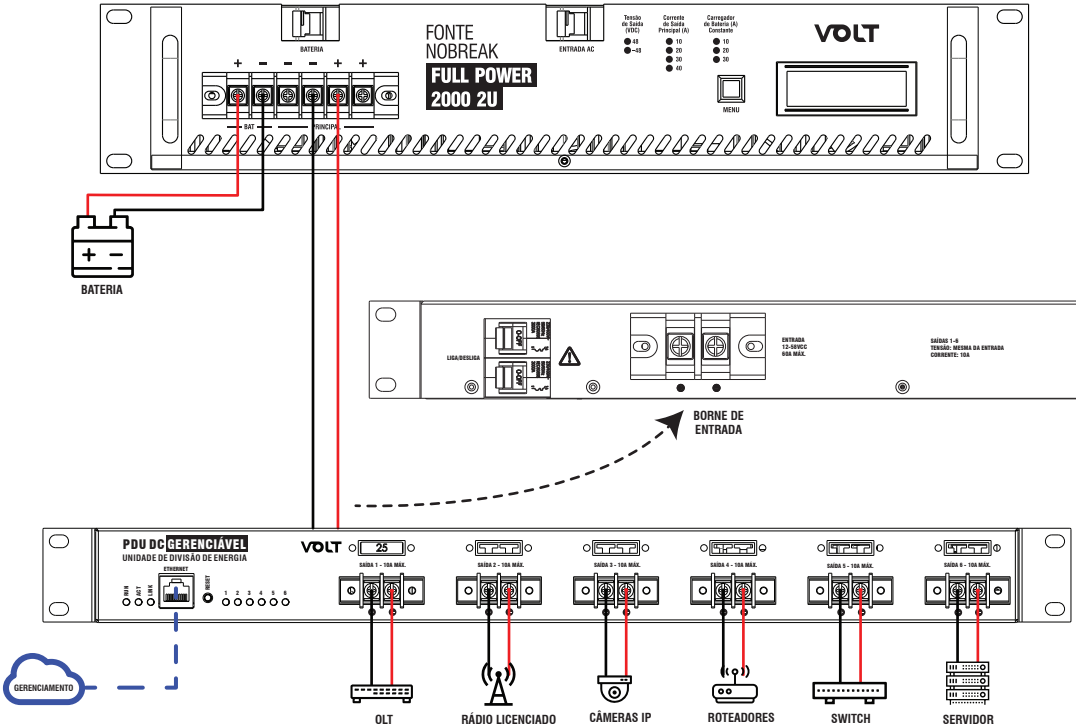 FONTE
NOBREAK
FULL POWER
2000 2U
BATERIA
ENTRADA AC
Tensão
de Saída
(VDC)
48
-48
Corrente
de Saída
Principal (A)
10
20
30
40
Carregador
de Bateria (A)
Constante
10
20
30
VOLT
MENU
+ − − − + +
BAT
PRINCIPAL
+ −
BATERIA
LIGA/DESLIGA
O-OFF
O-OFF
ENTRADA
12-56VCC
60A MÁX.
SAÍDAS 1-6
TENSÃO: MESMA DA ENTRADA
CORRENTE: 10A
BORNE DE
ENTRADA
PDU DC GERENCIÁVEL
UNIDADE DE DIVISÃO DE ENERGIA
ETHERNET
RUN
ACT
LINK
RESET
1 2 3 4 5 6
VOLT
25
SAÍDA 1 - 10A MÁX.
SAÍDA 2 - 10A MÁX.
SAÍDA 3 - 10A MÁX.
SAÍDA 4 - 10A MÁX.
SAÍDA 5 - 10A MÁX.
SAÍDA 6 - 10A MÁX.
GERENCIAMENTO
OLT
RÁDIO LICENCIADO
CÂMERAS IP
ROTEADORES
SWITCH
SERVIDOR